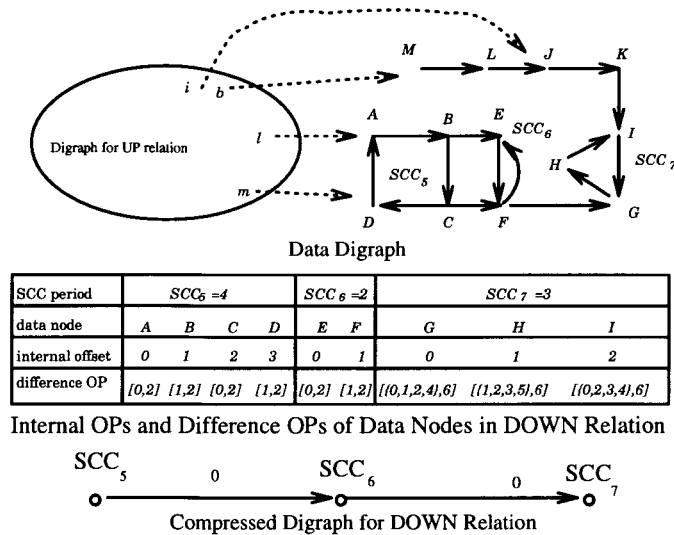 M L J K
i b
A B E SCC6 I
Digraph for UP relation l SCC5 H SCC7
m
D C F G
Data Digraph
SCC period SCC5 =4 SCC6 =2 SCC7 =3
data node A B C D E F G H I
internal offset 0 1 2 3 0 1 0 1 2
difference OP [0,2] [1,2] [0,2] [1,2] [0,2] [1,2] [{0,1,2,4},6] [{1,2,3,5},6] [{0,2,3,4},6]
Internal OPs and Difference OPs of Data Nodes in DOWN Relation
SCC5 0 SCC6 0 SCC7
Compressed Digraph for DOWN Relation